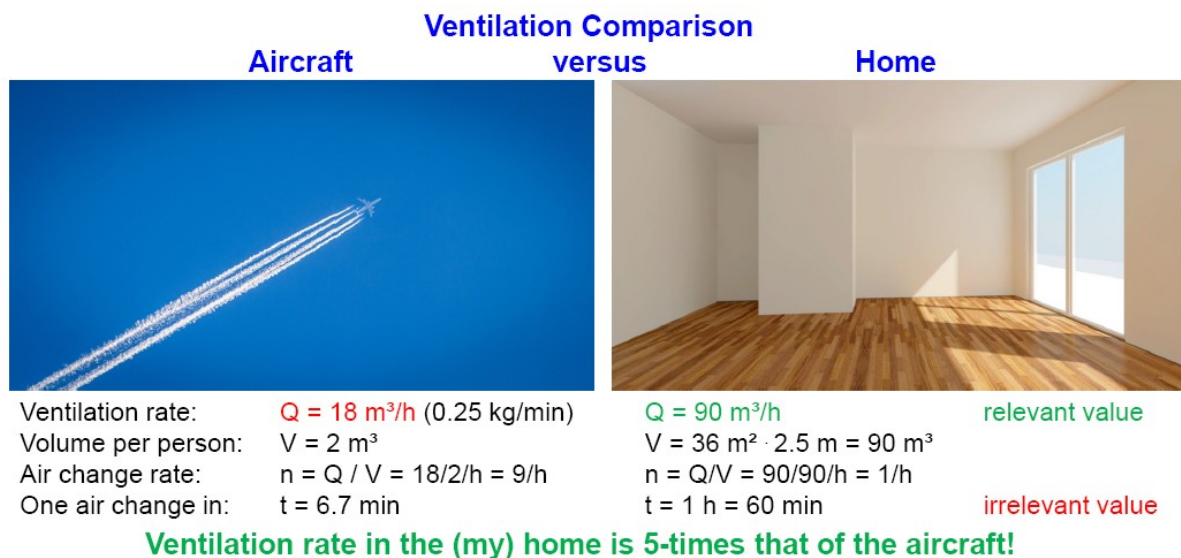 Ventilation Comparison
Aircraft versus Home
Ventilation rate: Q = 18 m³/h (0.25 kg/min) Q = 90 m³/h relevant value
Volume per person: V = 2 m³ V = 36 m² · 2.5 m = 90 m³
Air change rate: n = Q / V = 18/2/h = 9/h n = Q/V = 90/90/h = 1/h
One air change in: t = 6.7 min t = 1 h = 60 min irrelevant value
Ventilation rate in the (my) home is 5-times that of the aircraft!